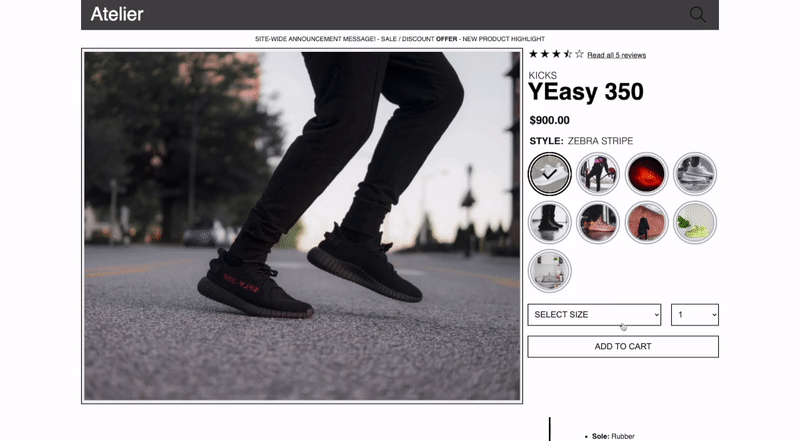 Atelier
SITE-WIDE ANNOUNCEMENT MESSAGE! - SALE / DISCOUNT OFFER - NEW PRODUCT HIGHLIGHT
Read all 5 reviews
KICKS
YEasy 350
$900.00
STYLE: ZEBRA STRIPE
SELECT SIZE
1
ADD TO CART
Sole: Rubber